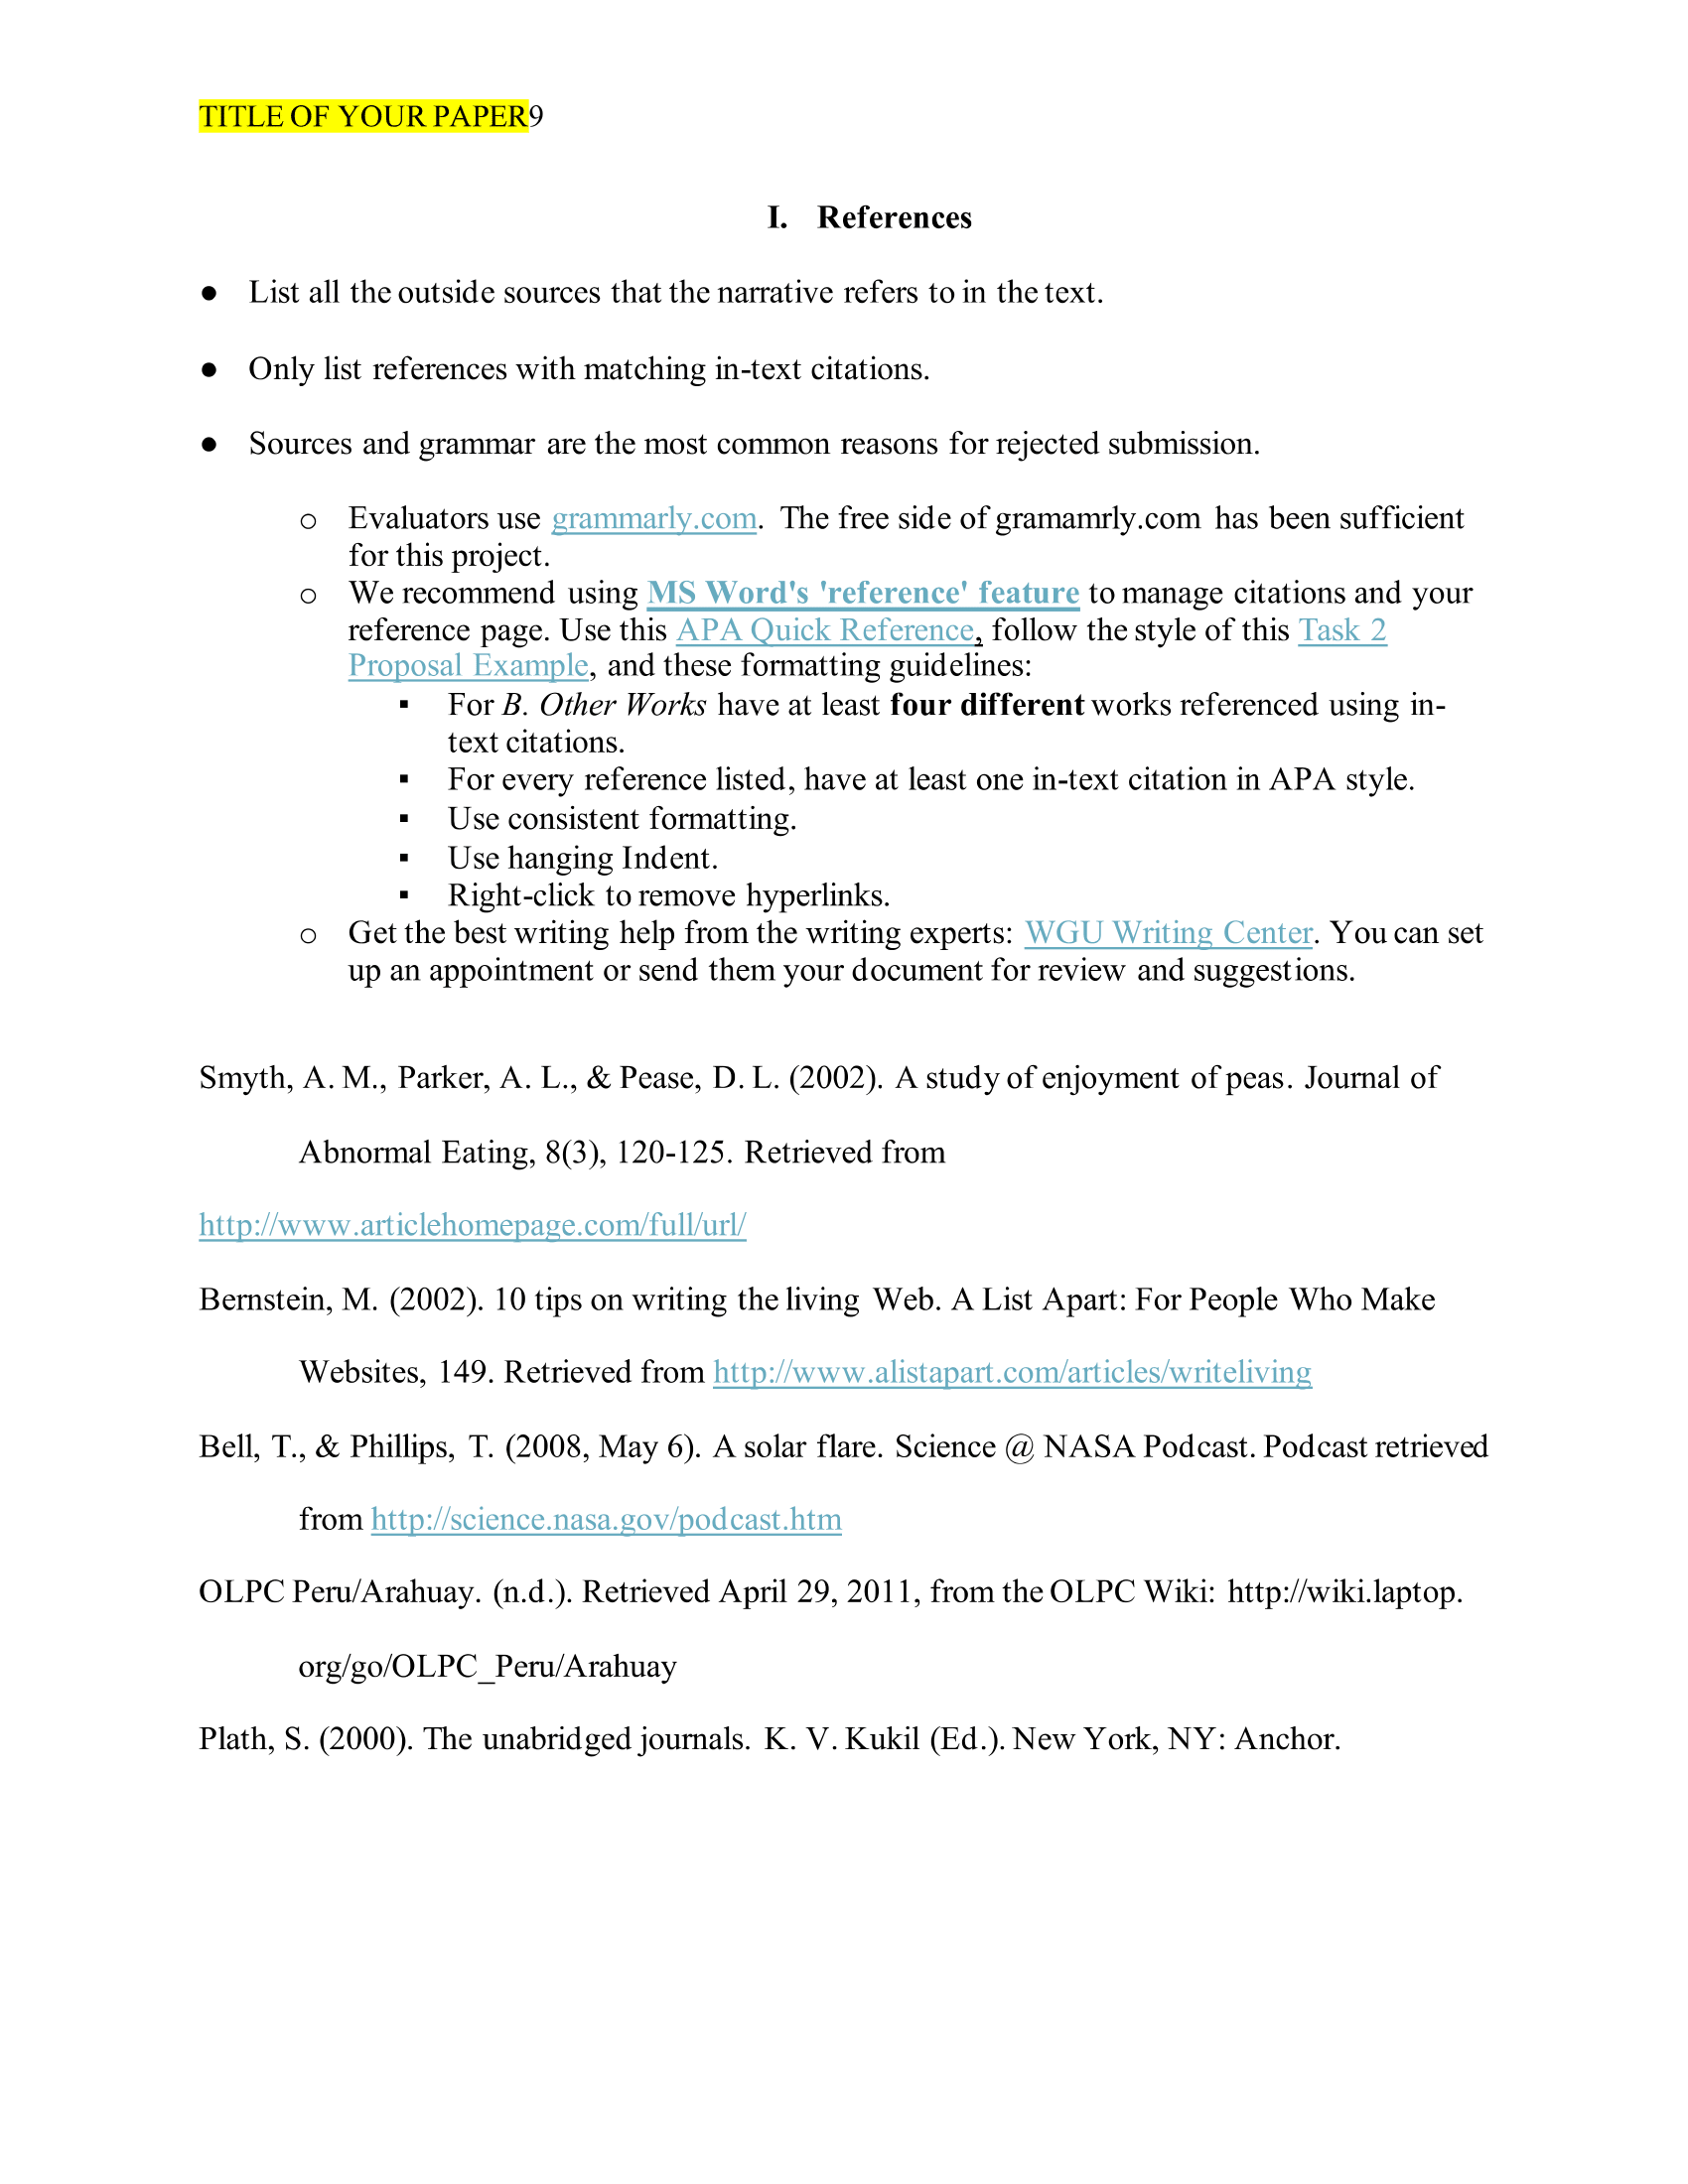 TITLE OF YOUR PAPER9
I. References
● List all the outside sources that the narrative refers to in the text.
● Only list references with matching in-text citations.
● Sources and grammar are the most common reasons for rejected submission.
o Evaluators use grammarly.com. The free side of gramamrly.com has been sufficient
for this project.
o We recommend using MS Word's 'reference' feature to manage citations and your
reference page. Use this APA Quick Reference, follow the style of this Task 2
Proposal Example, and these formatting guidelines:
▪ For B. Other Works have at least four different works referenced using in-
text citations.
▪ For every reference listed, have at least one in-text citation in APA style.
▪ Use consistent formatting.
▪ Use hanging Indent.
▪ Right-click to remove hyperlinks.
o Get the best writing help from the writing experts: WGU Writing Center. You can set
up an appointment or send them your document for review and suggestions.
Smyth, A. M., Parker, A. L., & Pease, D. L. (2002). A study of enjoyment of peas. Journal of
Abnormal Eating, 8(3), 120-125. Retrieved from
http://www.articlehomepage.com/full/url/
Bernstein, M. (2002). 10 tips on writing the living Web. A List Apart: For People Who Make
Websites, 149. Retrieved from http://www.alistapart.com/articles/writeliving
Bell, T., & Phillips, T. (2008, May 6). A solar flare. Science @ NASA Podcast. Podcast retrieved
from http://science.nasa.gov/podcast.htm
OLPC Peru/Arahuay. (n.d.). Retrieved April 29, 2011, from the OLPC Wiki: http://wiki.laptop.
org/go/OLPC_Peru/Arahuay
Plath, S. (2000). The unabridged journals. K. V. Kukil (Ed.). New York, NY: Anchor.